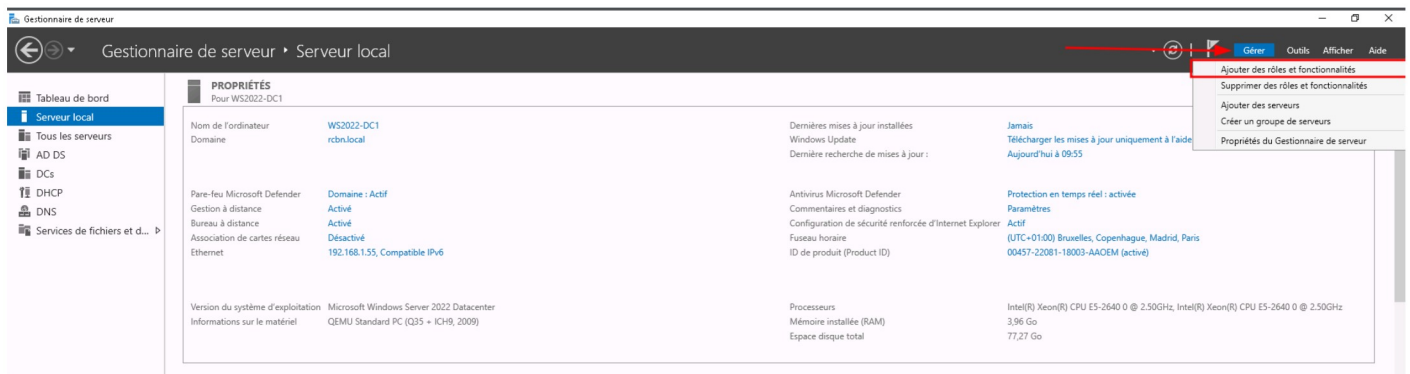 Gestionnaire de serveur
Gestionnaire de serveur ‣ Serveur local
Gérer Outils Afficher Aide
Ajouter des rôles et fonctionnalités
Supprimer des rôles et fonctionnalités
Ajouter des serveurs
Créer un groupe de serveurs
Propriétés du Gestionnaire de serveur
Tableau de bord
Serveur local
Tous les serveurs
AD DS
DCs
DHCP
DNS
Services de fichiers et d...
PROPRIÉTÉS
Pour WS2022-DC1
Nom de l'ordinateur WS2022-DC1
Domaine rcbn.local
Dernières mises à jour installées Jamais
Windows Update Télécharger les mises à jour uniquement à l'aide
Dernière recherche de mises à jour : Aujourd'hui à 09:55
Pare-feu Microsoft Defender Domaine : Actif
Gestion à distance Activé
Bureau à distance Activé
Association de cartes réseau Désactivé
Ethernet 192.168.1.55, Compatible IPv6
Antivirus Microsoft Defender Protection en temps réel : activée
Commentaires et diagnostics Paramètres
Configuration de sécurité renforcée d'Internet Explorer Actif
Fuseau horaire (UTC+01:00) Bruxelles, Copenhague, Madrid, Paris
ID de produit (Product ID) 00457-22081-18003-AAOEM (activé)
Version du système d'exploitation Microsoft Windows Server 2022 Datacenter
Informations sur le matériel QEMU Standard PC (Q35 + ICH9, 2009)
Processeurs Intel(R) Xeon(R) CPU E5-2640 0 @ 2.50GHz, Intel(R) Xeon(R) CPU E5-2640 0 @ 2.50GHz
Mémoire installée (RAM) 3,96 Go
Espace disque total 77,27 Go